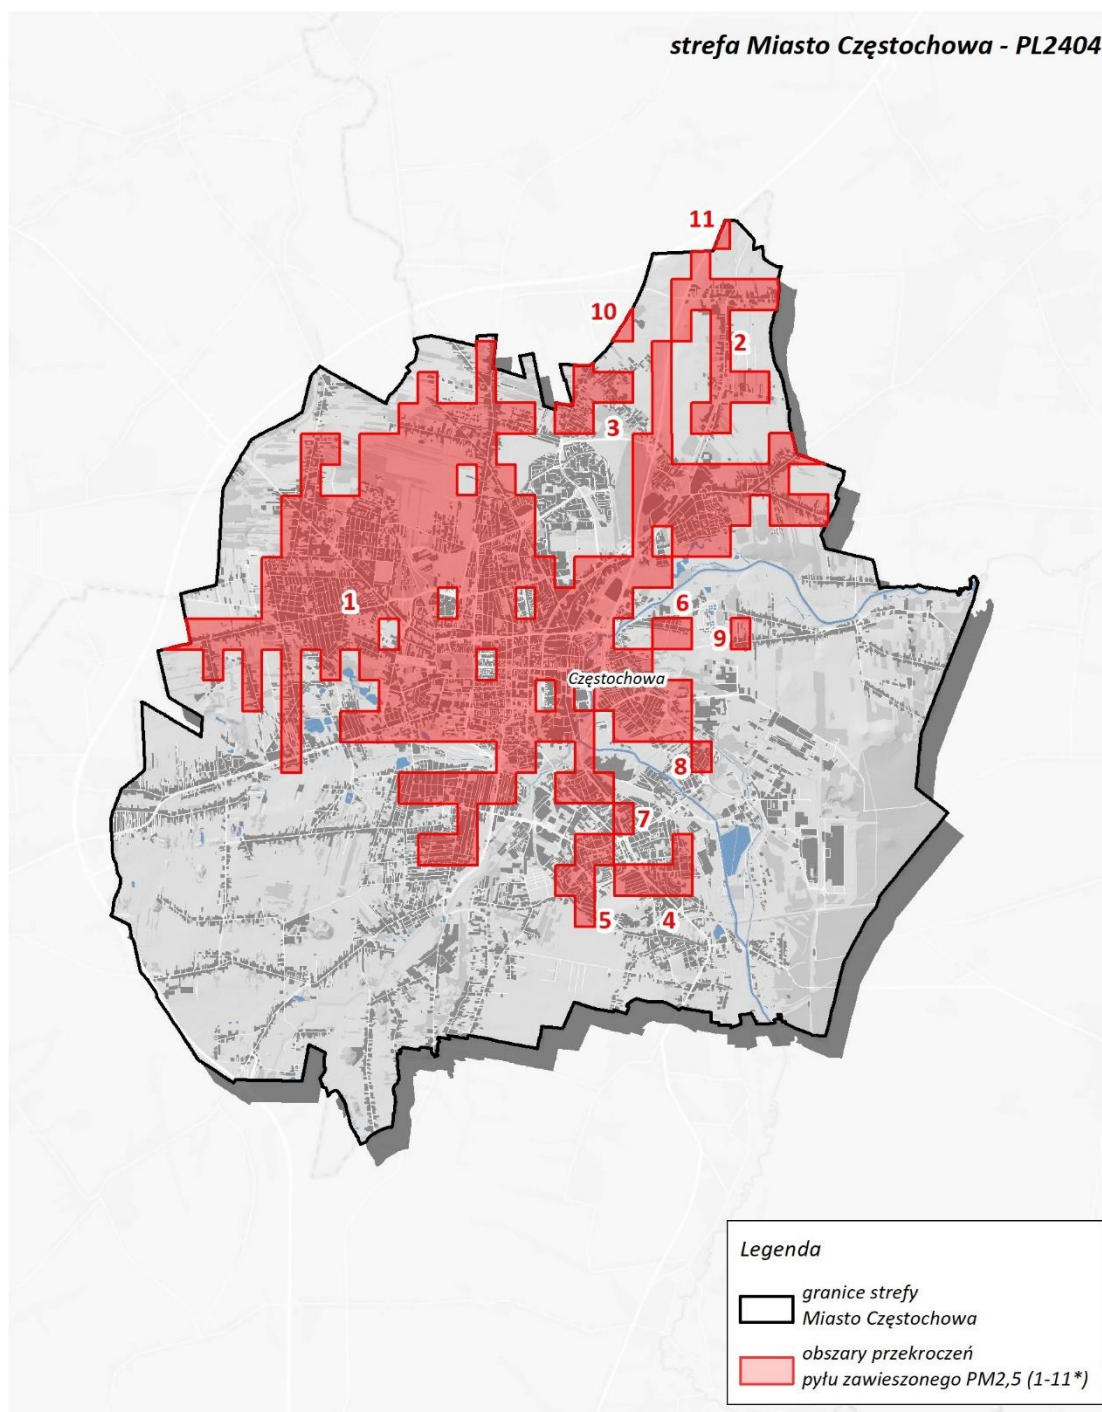 strefa Miasto Częstochowa - PL2404
11
10
2
3
1
6
9
Częstochowa
8
7
5
4
Legenda
granice strefy
Miasto Częstochowa
obszary przekroczeń
pyłu zawieszonego PM2,5 (1-11*)